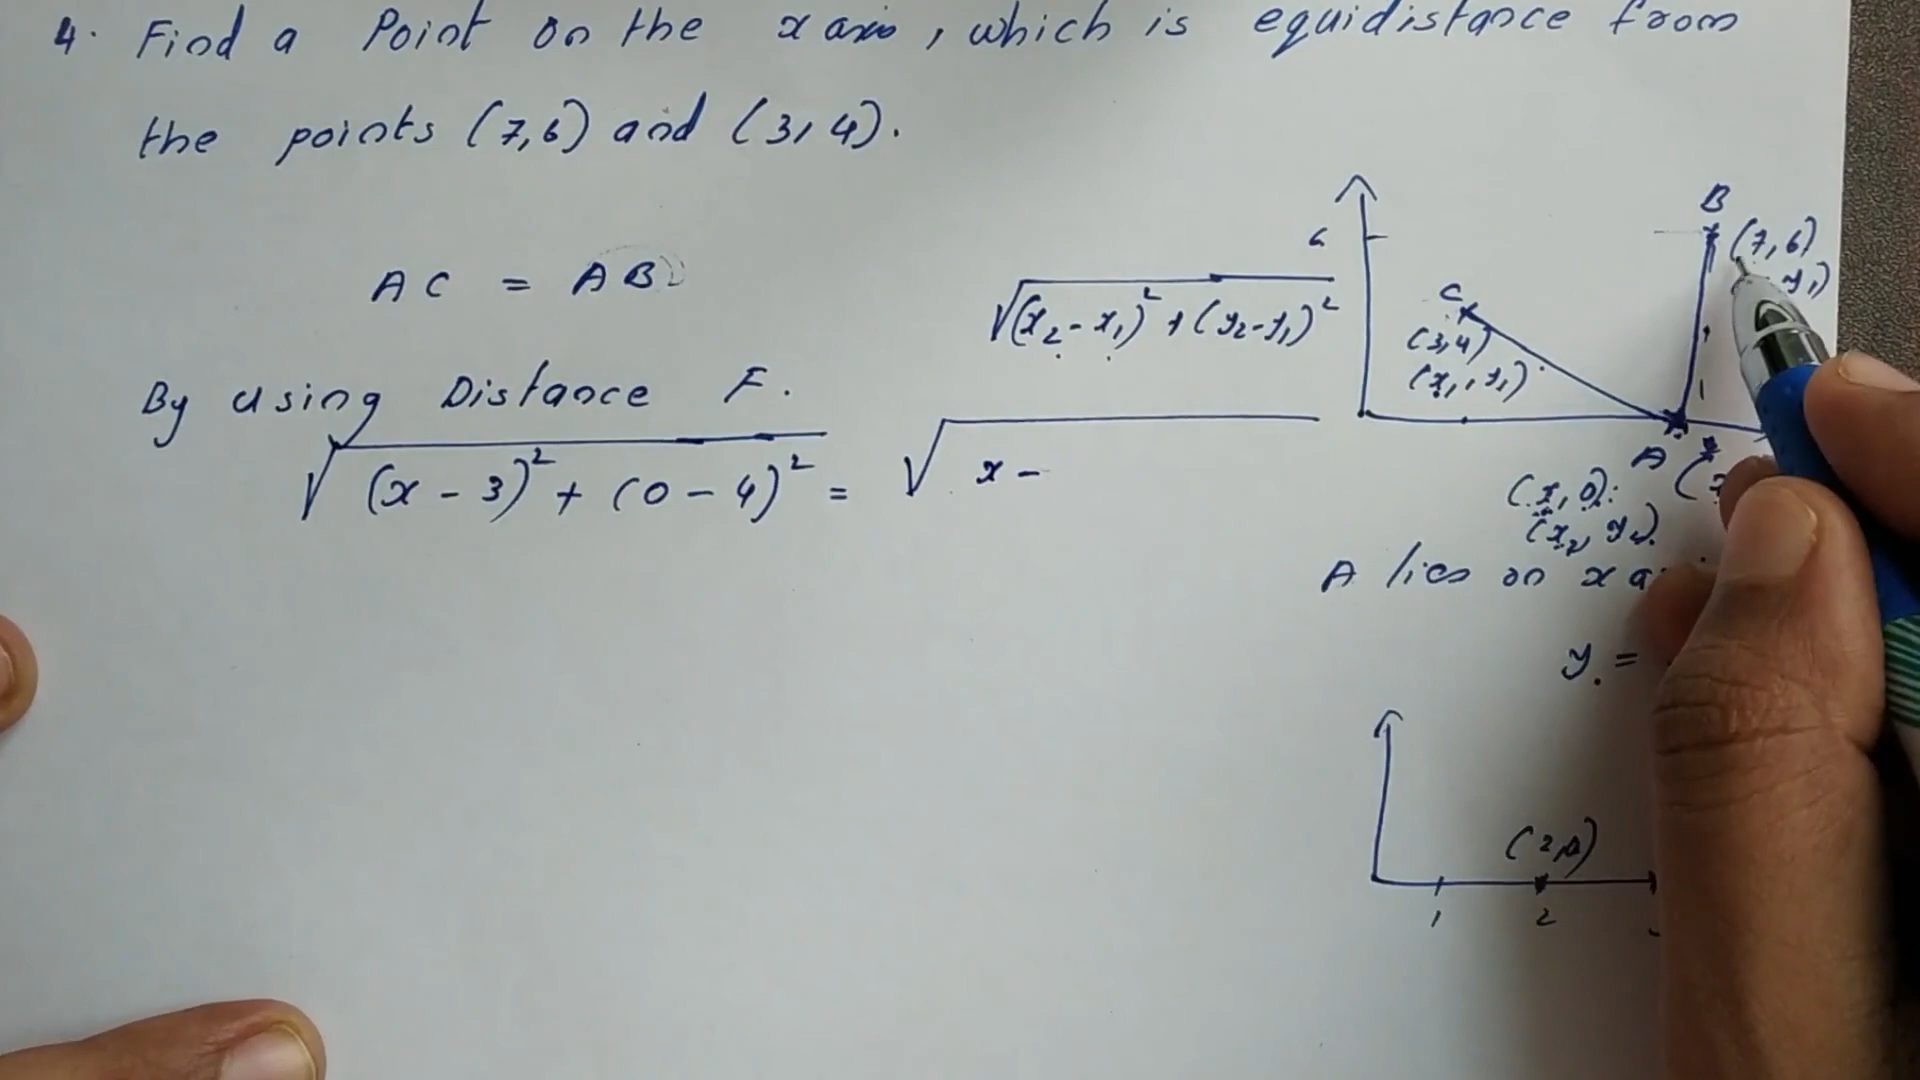 4. Find a Point on the x axis, which is equidistance from
the points (7,6) and (3,4).
AC = AB
By using Distance F.
√(x₂-x₁)² + (y₂-y₁)²
√(x - 3)² + (0 - 4)² = √x -
6
B
(7,6)
y₁)
C
(3,4)
(x₁, y₁)
A
(x, 0)
(x₂, y₂)
A lies on x
y =
(2,0)
1 2